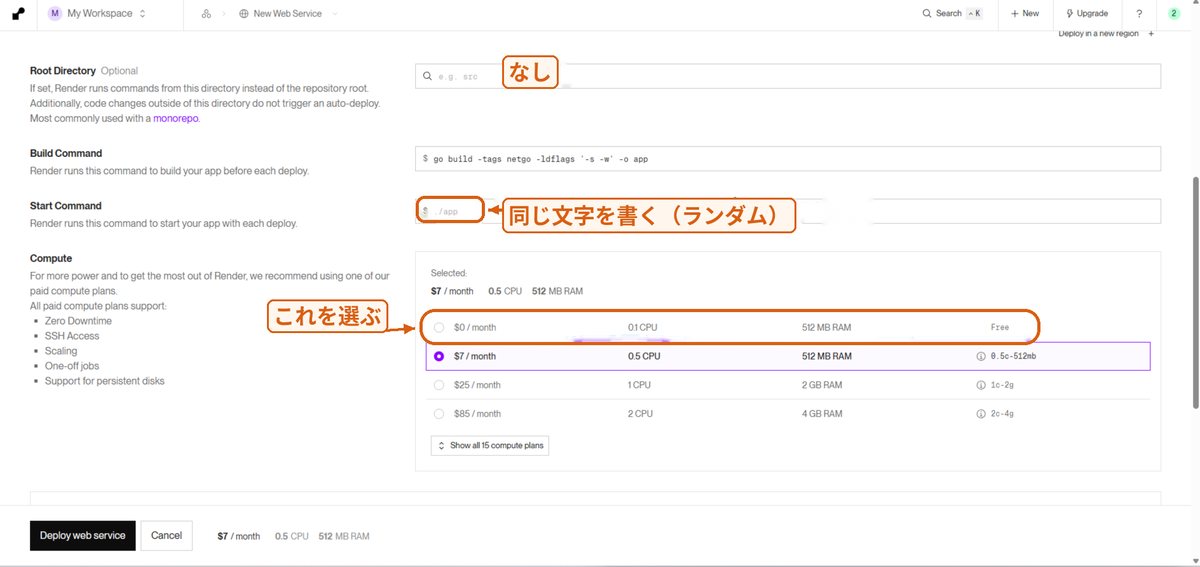 M My Workspace New Web Service Search ^ K + New Upgrade ? 2
Deploy in a new region +
Root Directory Optional
If set, Render runs commands from this directory instead of the repository root.
Additionally, code changes outside of this directory do not trigger an auto-deploy.
Most commonly used with a monorepo.
e.g. src
なし
Build Command
Render runs this command to build your app before each deploy.
$ go build -tags netgo -ldflags '-s -w' -o app
Start Command
Render runs this command to start your app with each deploy.
$ ./app
同じ文字を書く（ランダム）
Compute
For more power and to get the most out of Render, we recommend using one of our
paid compute plans.
All paid compute plans support:
Zero Downtime
SSH Access
Scaling
One-off jobs
Support for persistent disks
Selected:
$7 / month 0.5 CPU 512 MB RAM
これを選ぶ
$0 / month 0.1 CPU 512 MB RAM Free
$7 / month 0.5 CPU 512 MB RAM 0.5c-512mb
$25 / month 1 CPU 2 GB RAM 1c-2g
$85 / month 2 CPU 4 GB RAM 2c-4g
Show all 15 compute plans
Deploy web service Cancel $7 / month 0.5 CPU 512 MB RAM